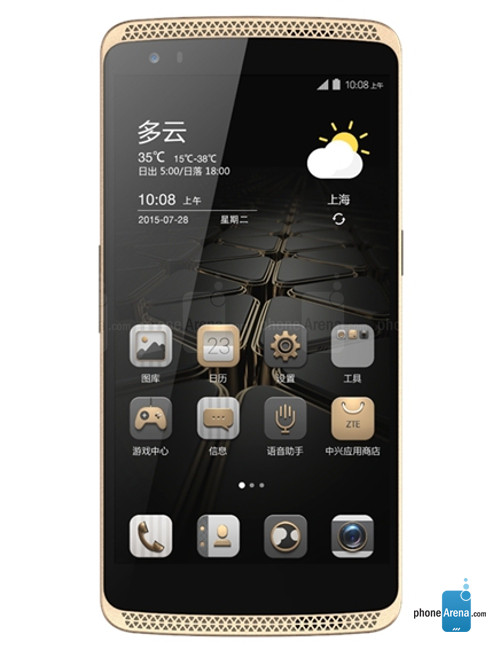 10:08 上午
多云
35℃ 15℃-38℃
日出 5:00/日落 18:00
上海
10:08 上午
2015-07-28 星期二
23
图库 日历 设置 工具
ZTE
游戏中心 信息 语音助手 中兴应用商店
phoneArena.com